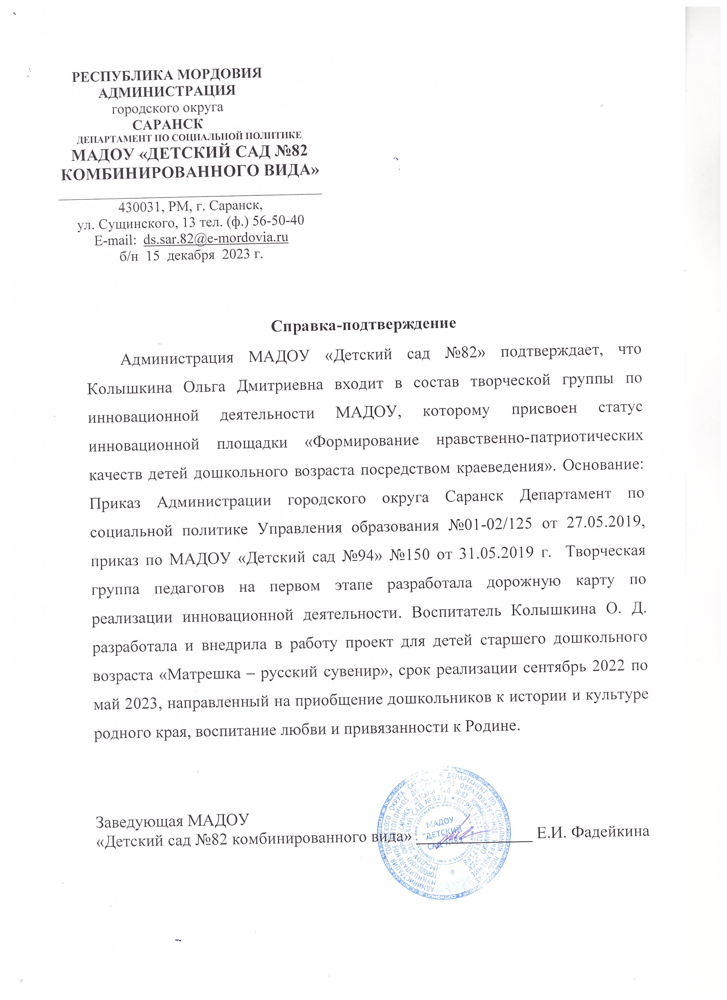 РЕСПУБЛИКА МОРДОВИЯ
АДМИНИСТРАЦИЯ
городского округа
САРАНСК
ДЕПАРТАМЕНТ ПО СОЦИАЛЬНОЙ ПОЛИТИКЕ
МАДОУ «ДЕТСКИЙ САД №82
КОМБИНИРОВАННОГО ВИДА»
430031, РМ, г. Саранск,
ул. Сущинского, 13 тел. (ф.) 56-50-40
E-mail: ds.sar.82@e-mordovia.ru
б/н 15 декабря 2023 г.
Справка-подтверждение
Администрация МАДОУ «Детский сад №82» подтверждает, что
Колышкина Ольга Дмитриевна входит в состав творческой группы по
инновационной деятельности МАДОУ, которому присвоен статус
инновационной площадки «Формирование нравственно-патриотических
качеств детей дошкольного возраста посредством краеведения». Основание:
Приказ Администрации городского округа Саранск Департамент по
социальной политике Управления образования №01-02/125 от 27.05.2019,
приказ по МАДОУ «Детский сад №94» №150 от 31.05.2019 г. Творческая
группа педагогов на первом этапе разработала дорожную карту по
реализации инновационной деятельности. Воспитатель Колышкина О. Д.
разработала и внедрила в работу проект для детей старшего дошкольного
возраста «Матрешка – русский сувенир», срок реализации сентябрь 2022 по
май 2023, направленный на приобщение дошкольников к истории и культуре
родного края, воспитание любви и привязанности к Родине.
Заведующая МАДОУ
«Детский сад №82 комбинированного вида» Е.И. Фадейкина
МАДОУ
"ДЕТСКИЙ
САД №82"